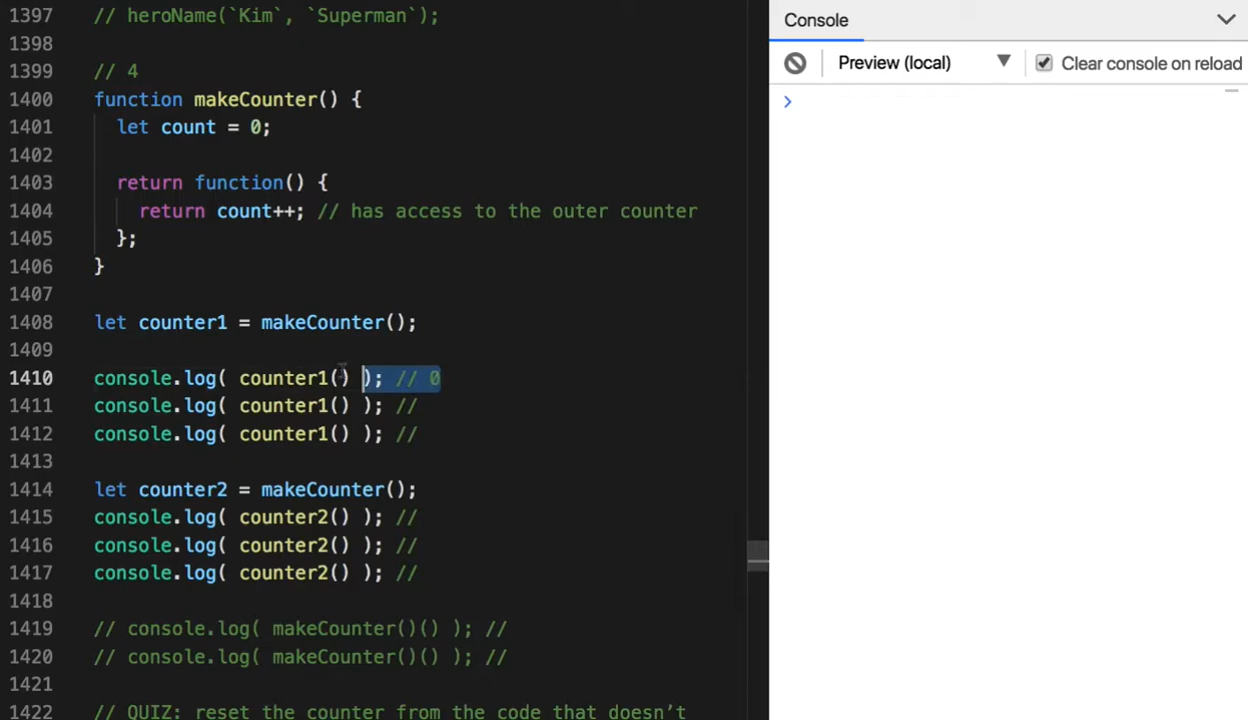 1397 // heroName(`Kim`, `Superman`);
1398
1399 // 4
1400 function makeCounter() {
1401 let count = 0;
1402
1403 return function() {
1404 return count++; // has access to the outer counter
1405 };
1406 }
1407
1408 let counter1 = makeCounter();
1409
1410 console.log( counter1() ); // 0
1411 console.log( counter1() ); //
1412 console.log( counter1() ); //
1413
1414 let counter2 = makeCounter();
1415 console.log( counter2() ); //
1416 console.log( counter2() ); //
1417 console.log( counter2() ); //
1418
1419 // console.log( makeCounter()() ); //
1420 // console.log( makeCounter()() ); //
1421
1422 // QUIZ: reset the counter from the code that doesn’t
Console
Preview (local) Clear console on reload